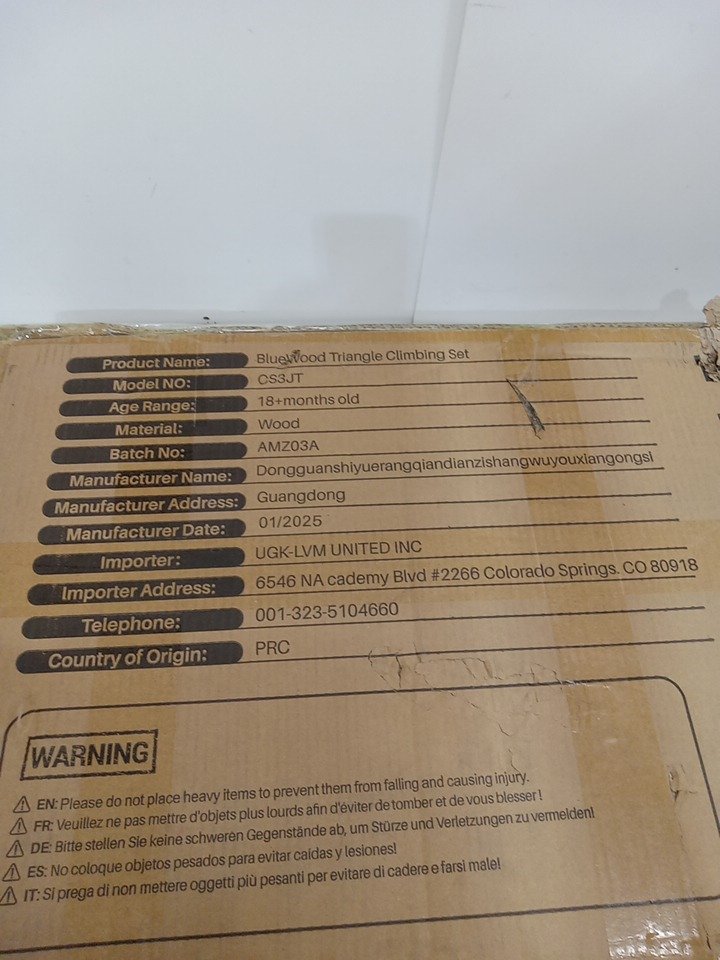 Product Name: BlueWood Triangle Climbing Set
Model NO: CS3JT
Age Range: 18+months old
Material: Wood
Batch No: AMZ03A
Manufacturer Name: Dongguanshiyuerangqiandianzishangwuyouxiangongsi
Manufacturer Address: Guangdong
Manufacturer Date: 01/2025
Importer: UGK-LVM UNITED INC
Importer Address: 6546 NA cademy Blvd #2266 Colorado Springs. CO 80918
Telephone: 001-323-5104660
Country of Origin: PRC
WARNING
EN: Please do not place heavy items to prevent them from falling and causing injury.
FR: Veuillez ne pas mettre d'objets plus lourds afin d'éviter de tomber et de vous blesser!
DE: Bitte stellen Sie keine schweren Gegenstände ab, um Stürze und Verletzungen zu vermeiden!
ES: No coloque objetos pesados para evitar caidas y lesiones!
IT: Si prega di non mettere oggetti più pesanti per evitare di cadere e farsi male!